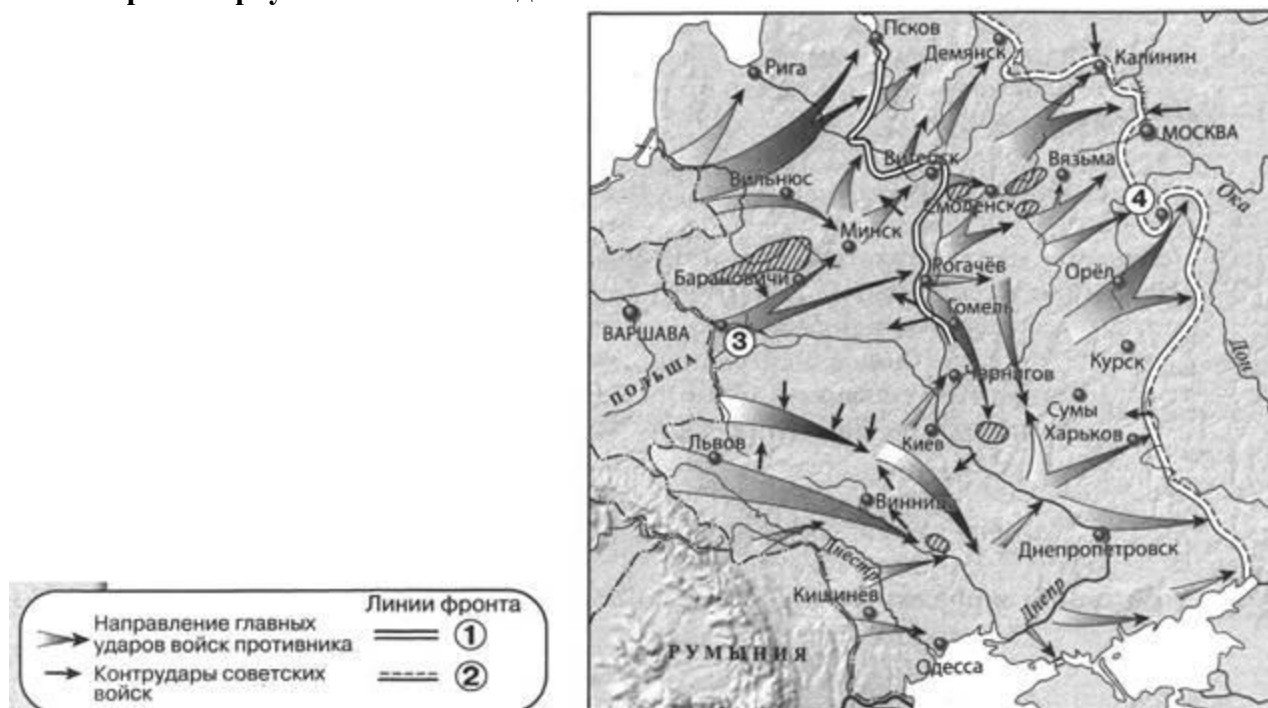 Псков
Демянск
Калинин
Рига
МОСКВА
Витебск
Вязьма
Вильнюс
Смоленск
④
Ока
Минск
Барановичи
Рогачёв
Орёл
ВАРШАВА
③
Гомель
Дон
Курск
ПОЛЬША
Чернигов
Сумы
Львов
Киев
Харьков
Винница
Днепропетровск
Днестр
Кишинёв
Днепр
РУМЫНИЯ
Одесса
Линии фронта
Направление главных
ударов войск противника
①
Контрудары советских
войск
②